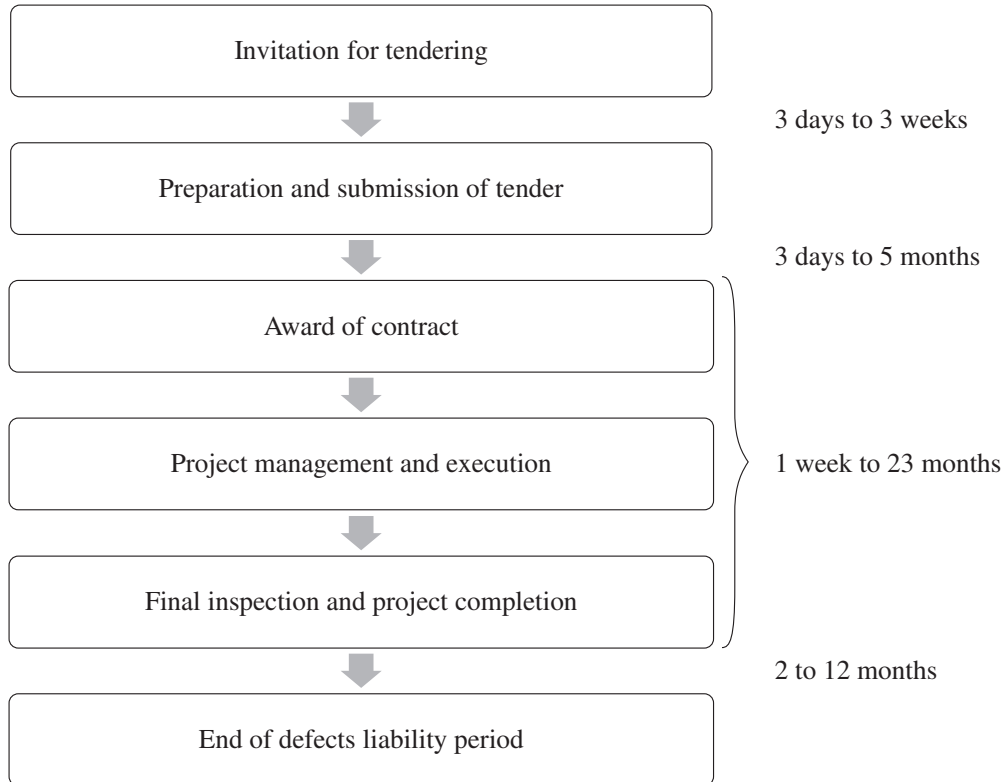 Invitation for tendering
3 days to 3 weeks
Preparation and submission of tender
3 days to 5 months
Award of contract
Project management and execution
1 week to 23 months
Final inspection and project completion
2 to 12 months
End of defects liability period